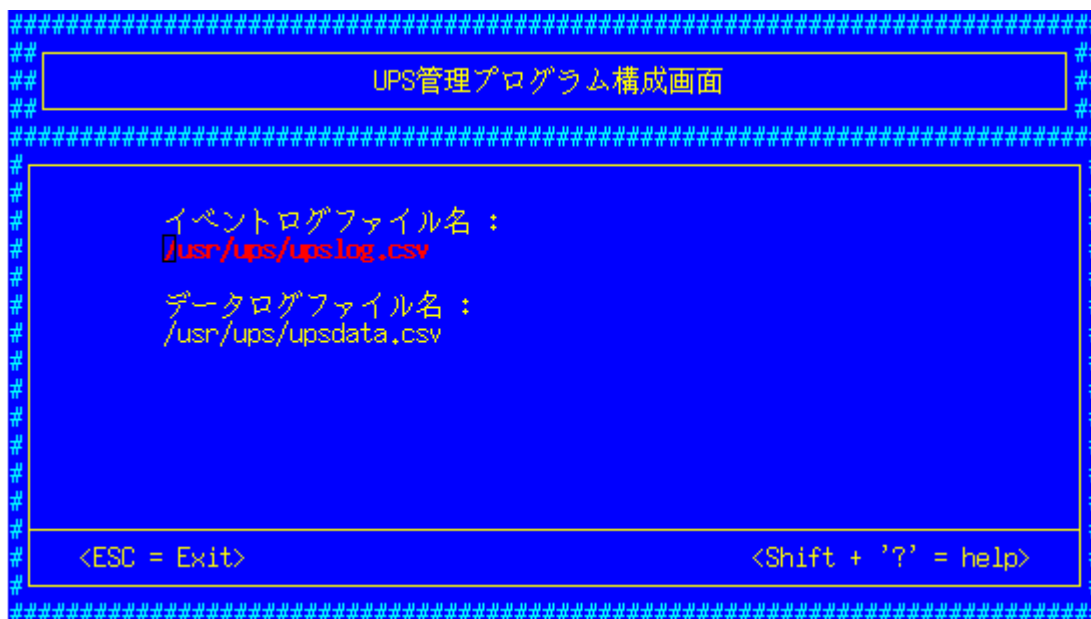 UPS管理プログラム構成画面
イベントログファイル名：
/usr/ups/upslog.csv
データログファイル名：
/usr/ups/upsdata.csv
<ESC = Exit>
<Shift + '?' = help>